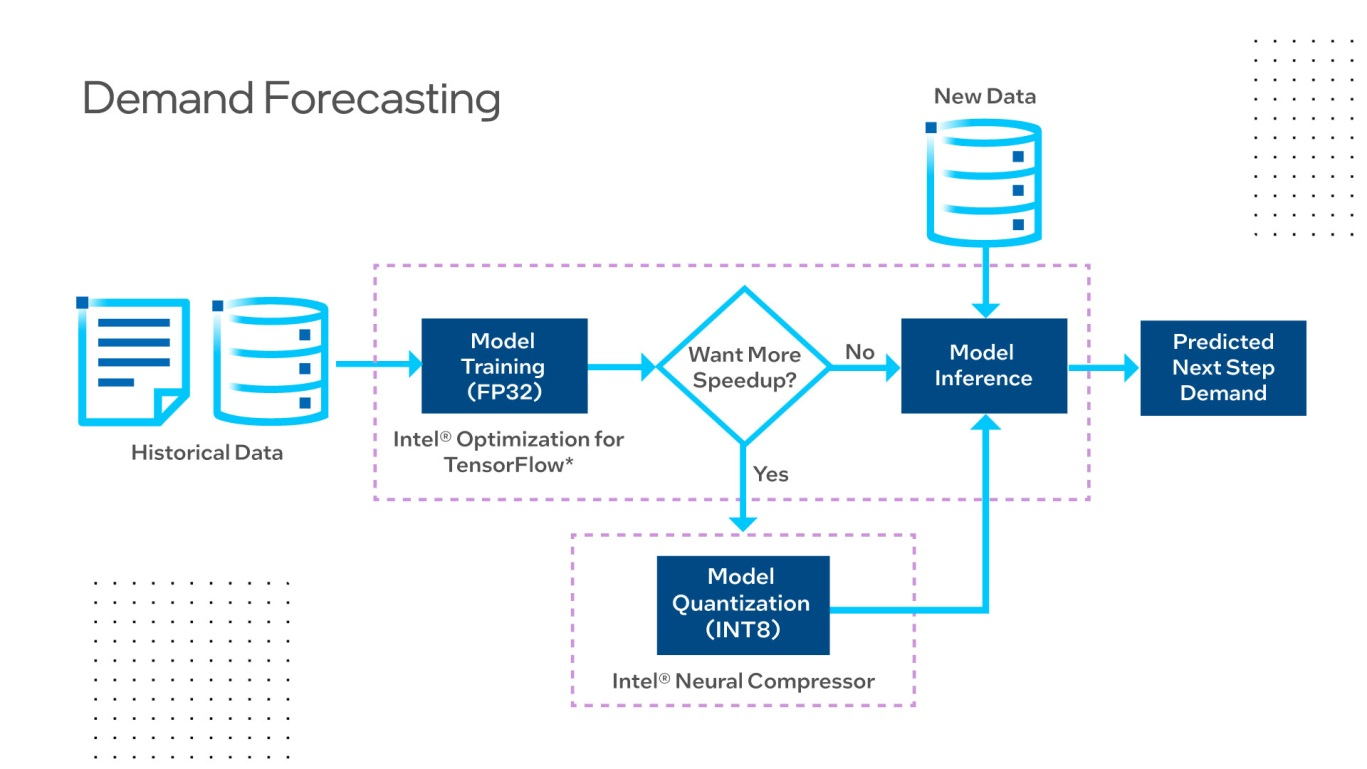 Demand Forecasting
New Data
Historical Data
Model
Training
(FP32)
Intel® Optimization for
TensorFlow*
Want More
Speedup?
No
Yes
Model
Inference
Predicted
Next Step
Demand
Model
Quantization
(INT8)
Intel® Neural Compressor